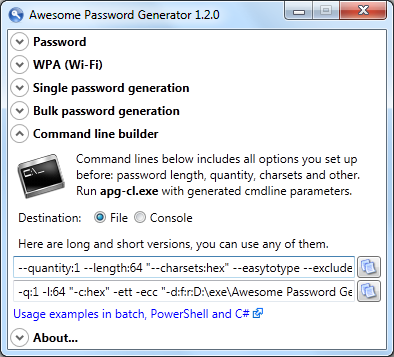 Awesome Password Generator 1.2.0
Password
WPA (Wi-Fi)
Single password generation
Bulk password generation
Command line builder
C:\_
Command lines below includes all options you set up
before: password length, quantity, charsets and other.
Run apg-cl.exe with generated cmdline parameters.
Destination: File Console
Here are long and short versions, you can use any of them.
--quantity:1 --length:64 "--charsets:hex" --easytotype --exclude
-q:1 -l:64 "-c:hex" -ett -ecc "-d:f:r:D:\exe\Awesome Password Ge
Usage examples in batch, PowerShell and C#
About...